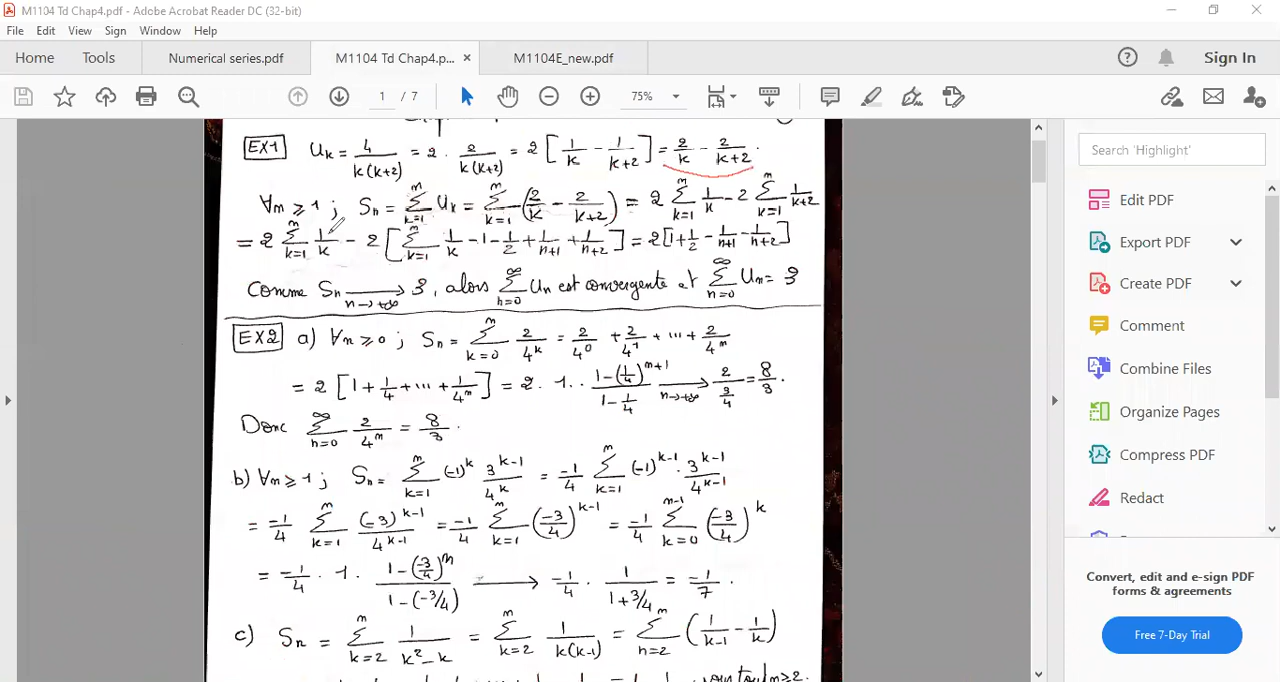 M1104 Td Chap4.pdf - Adobe Acrobat Reader DC (32-bit)
File Edit View Sign Window Help
Home Tools Numerical series.pdf M1104 Td Chap4.p... × M1104E_new.pdf Sign In
1 / 7 75%
EX1 U_k = 4/(k(k+2)) = 2 · 2/(k(k+2)) = 2 [1/k − 1/(k+2)] = 2/k − 2/(k+2) .
∀n ≥ 1 ; S_n = Σ_{k=1}^{n} U_k = Σ_{k=1}^{n} (2/k − 2/(k+2)) = 2 Σ_{k=1}^{n} 1/k − 2 Σ_{k=1}^{n} 1/(k+2)
= 2 Σ_{k=1}^{n} 1/k − 2 [Σ_{k=1}^{n} 1/k − 1 − 1/2 + 1/(n+1) + 1/(n+2)] = 2[1 + 1/2 − 1/(n+1) − 1/(n+2)]
Comme S_n ⟶_{n→+∞} 3, alors Σ_{n=0}^{∞} U_n est convergente et Σ_{n=0}^{∞} U_n = 3
EX2 a) ∀n ≥ 0 ; S_n = Σ_{k=0}^{n} 2/4^k = 2/4^0 + 2/4^1 + ... + 2/4^n
= 2 [1 + 1/4 + ... + 1/4^n] = 2 . 1 . (1 − (1/4)^{n+1})/(1 − 1/4) ⟶_{n→+∞} 2/(3/4) = 8/3 .
Donc Σ_{n=0}^{∞} 2/4^n = 8/3 .
b) ∀n ≥ 1 ; S_n = Σ_{k=1}^{n} (−1)^k 3^{k−1}/4^k = −1/4 Σ_{k=1}^{n} (−1)^{k−1} . 3^{k−1}/4^{k−1}
= −1/4 Σ_{k=1}^{n} (−3)^{k−1}/4^{k−1} = −1/4 Σ_{k=1}^{n} (−3/4)^{k−1} = −1/4 Σ_{k=0}^{n−1} (−3/4)^k
= −1/4 . 1 . (1 − (−3/4)^n)/(1 − (−3/4)) ⟶ −1/4 . 1/(1 + 3/4) = −1/7 .
c) S_n = Σ_{k=2}^{n} 1/(k²−k) = Σ_{k=2}^{n} 1/(k(k−1)) = Σ_{n=2}^{n} (1/(k−1) − 1/k)
pour tout n ≥ 2.
Search 'Highlight'
Edit PDF
Export PDF
Create PDF
Comment
Combine Files
Organize Pages
Compress PDF
Redact
Convert, edit and e-sign PDF
forms & agreements
Free 7-Day Trial